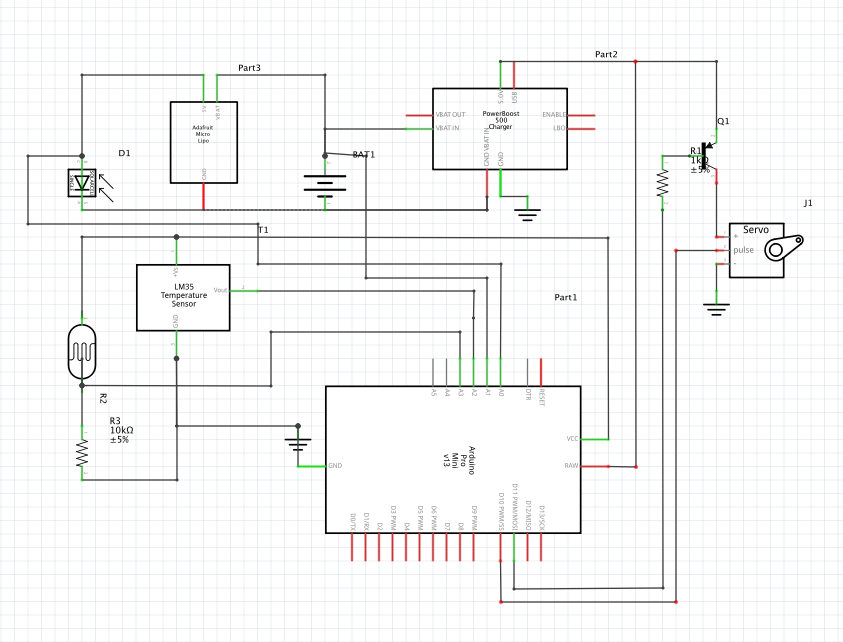 Part3
Part2
5V
VBAT
Adafruit
Micro
Lipo
GND
5.0V
USB
VBAT OUT
VBAT IN
PowerBoost
500
Charger
ENABLE
LBO
GND VBAT IN
GND
Q1
R1
1kΩ
±5%
D1
BAT1
J1
Servo
+
pulse
-
T1
+Vs
LM35
Temperature
Sensor
Vout
GND
Part1
R2
R3
10kΩ
±5%
A5
A4
A3
A2
A1
A0
DTR
RESET
Arduino
Pro
Mini
v13
VCC
RAW
GND
D0/TX
D1/RX
D2
D3 PWM
D4
D5 PWM
D6 PWM
D7
D8
D9 PWM
D10 PWM/SS
D11 PWM/MOSI
D12/MISO
D13/SCK